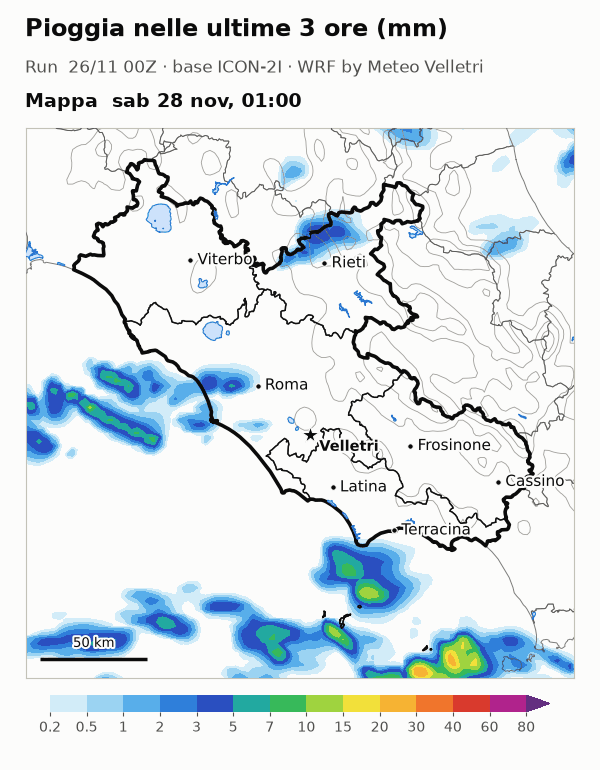 Pioggia nelle ultime 3 ore (mm)
Run  26/11 00Z · base ICON-2I · WRF by Meteo Velletri
Mappa  sab 28 nov, 01:00
Viterbo
Rieti
Roma
Velletri
Frosinone
Cassino
Latina
Terracina
50 km
0.2 0.5 1 2 3 5 7 10 15 20 30 40 60 80